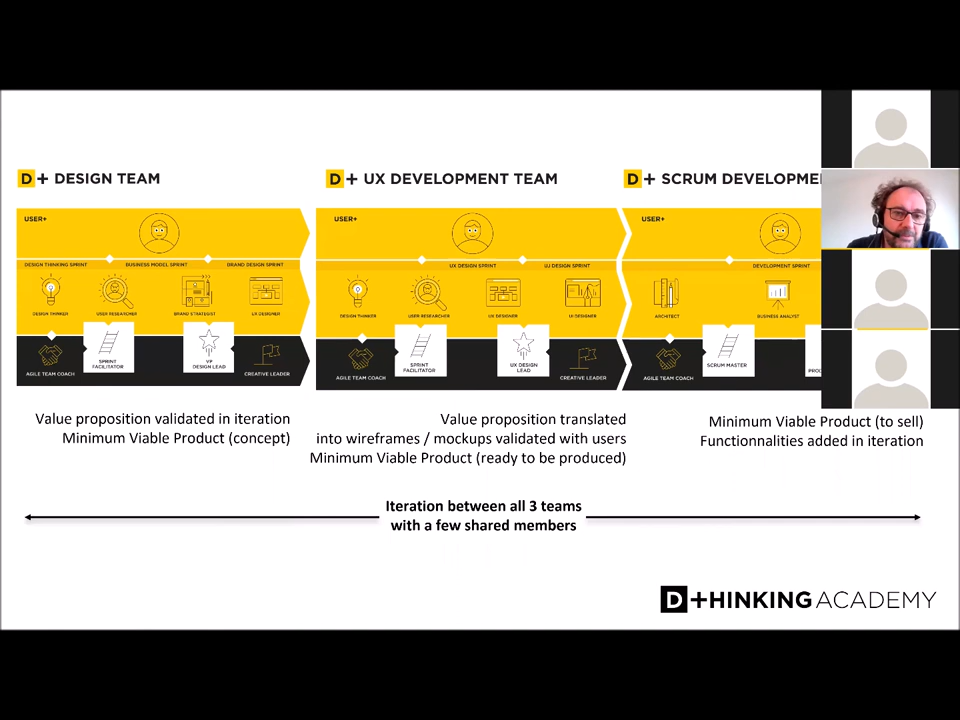 D+ DESIGN TEAM
USER+
DESIGN THINKING SPRINT
BUSINESS MODEL SPRINT
BRAND DESIGN SPRINT
DESIGN THINKER
USER RESEATCHER
BRAND STRATEGIST
UX DESIGNER
AGILE TEAM COACH
SPRINT
FACILITATOR
VP
DESIGN LEAD
CREATIVE LEADER
Value proposition validated in iteration
Minimum Viable Product (concept)
D+ UX DEVELOPMENT TEAM
USER+
UX DESIGN SPRINT
UJ DESIGN SPRINT
DESIGN THINKER
USER RESEARCHER
UX DESIGNER
UI DESIGNER
AGILE TEAM COACH
SPRINT
FACILITATOR
UX DESIGN
LEAD
CREATIVE LEADER
Value proposition translated
into wireframes / mockups validated with users
Minimum Viable Product (ready to be produced)
D+ SCRUM DEVELOPME
USER+
DEVELOPMENT SPRINT
ARCHITECT
BUSINESS ANALYST
AGILE TEAM COACH
SCRUM MASTER
PROD
Minimum Viable Product (to sell)
Functionnalities added in iteration
Iteration between all 3 teams
with a few shared members
D+HINKING ACADEMY